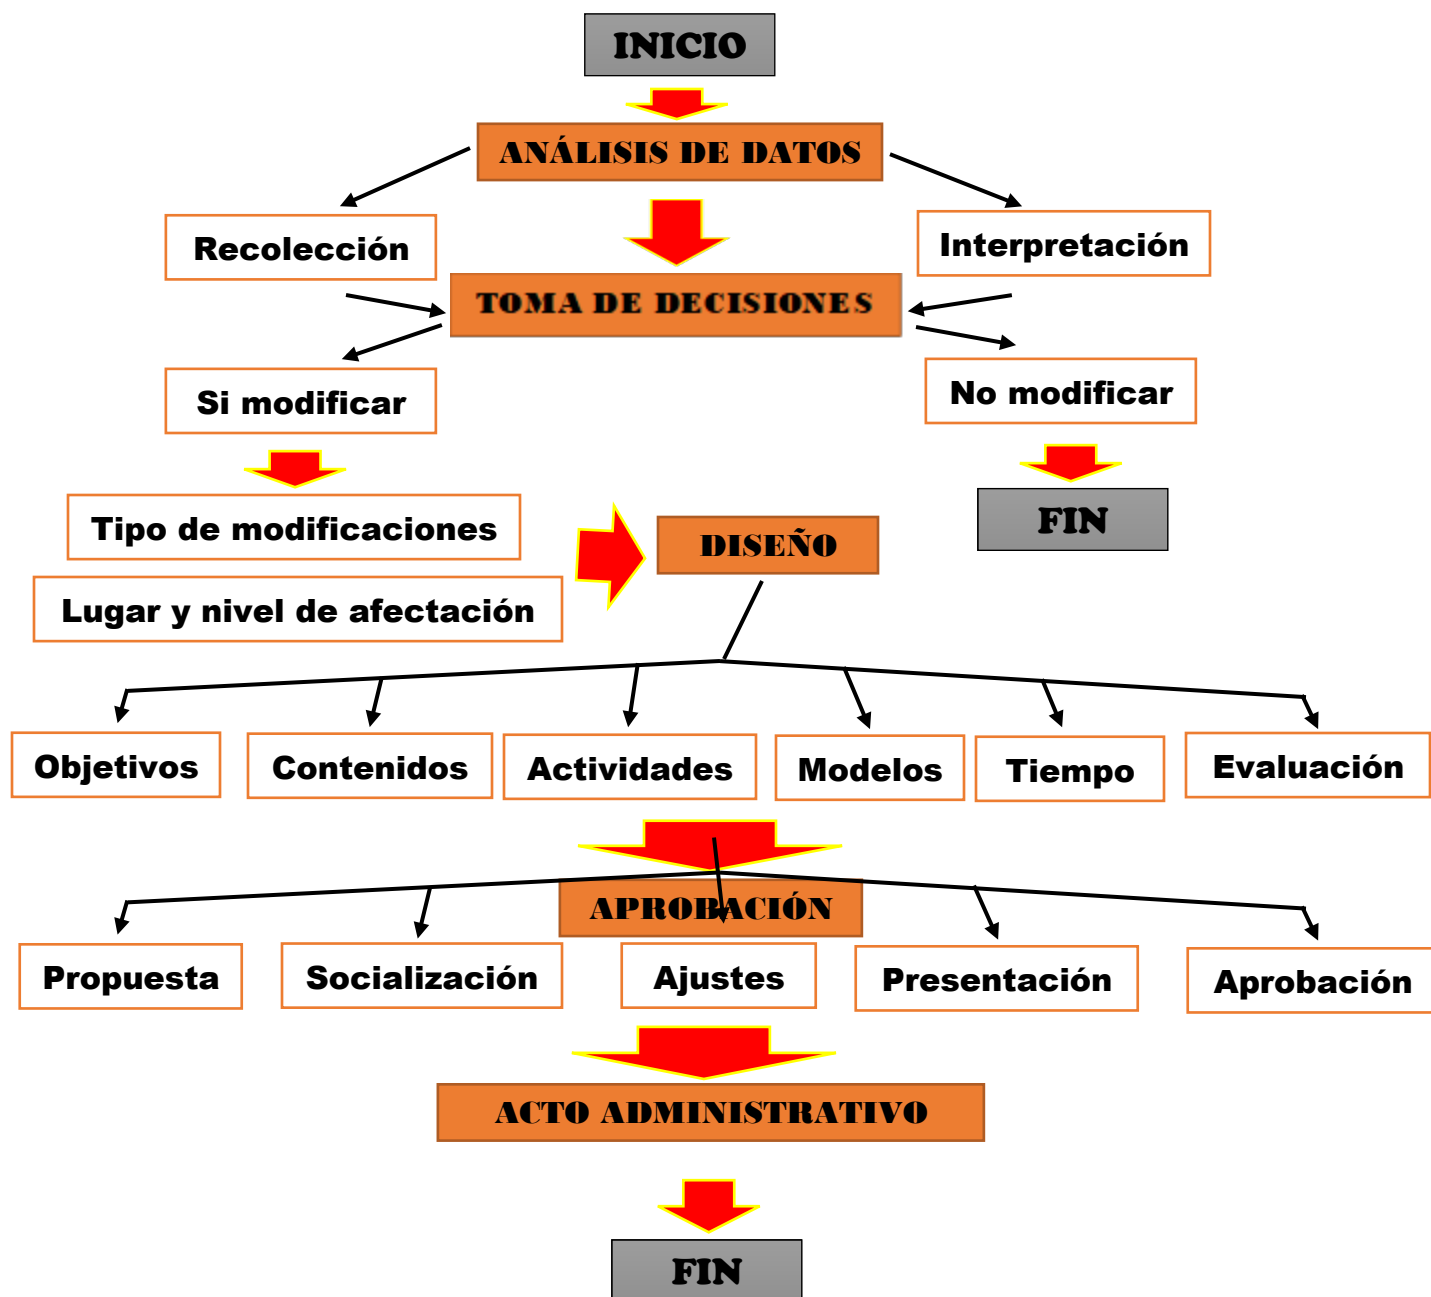 INICIO
ANÁLISIS DE DATOS
Recolección
Interpretación
TOMA DE DECISIONES
Si modificar
No modificar
Tipo de modificaciones
FIN
DISEÑO
Lugar y nivel de afectación
Objetivos
Contenidos
Actividades
Modelos
Tiempo
Evaluación
APROBACIÓN
Propuesta
Socialización
Ajustes
Presentación
Aprobación
ACTO ADMINISTRATIVO
FIN